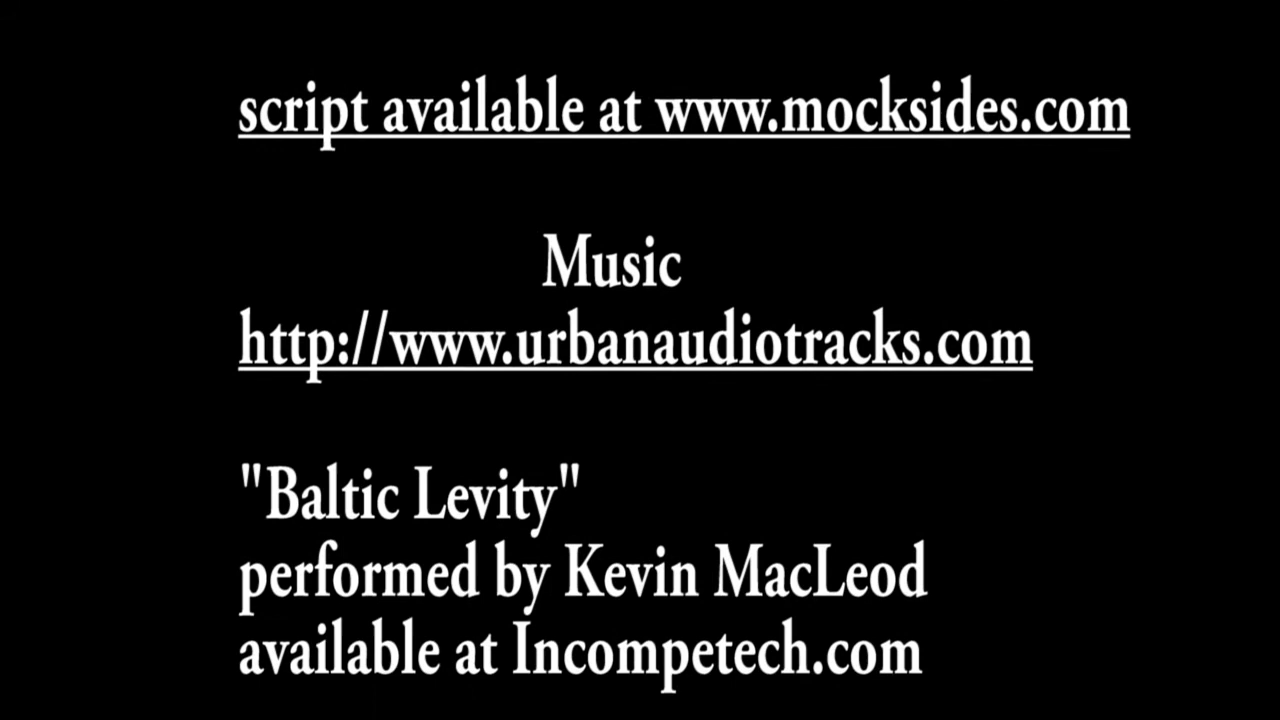 script available at www.mocksides.com
Music
http://www.urbanaudiotracks.com
"Baltic Levity"
performed by Kevin MacLeod
available at Incompetech.com